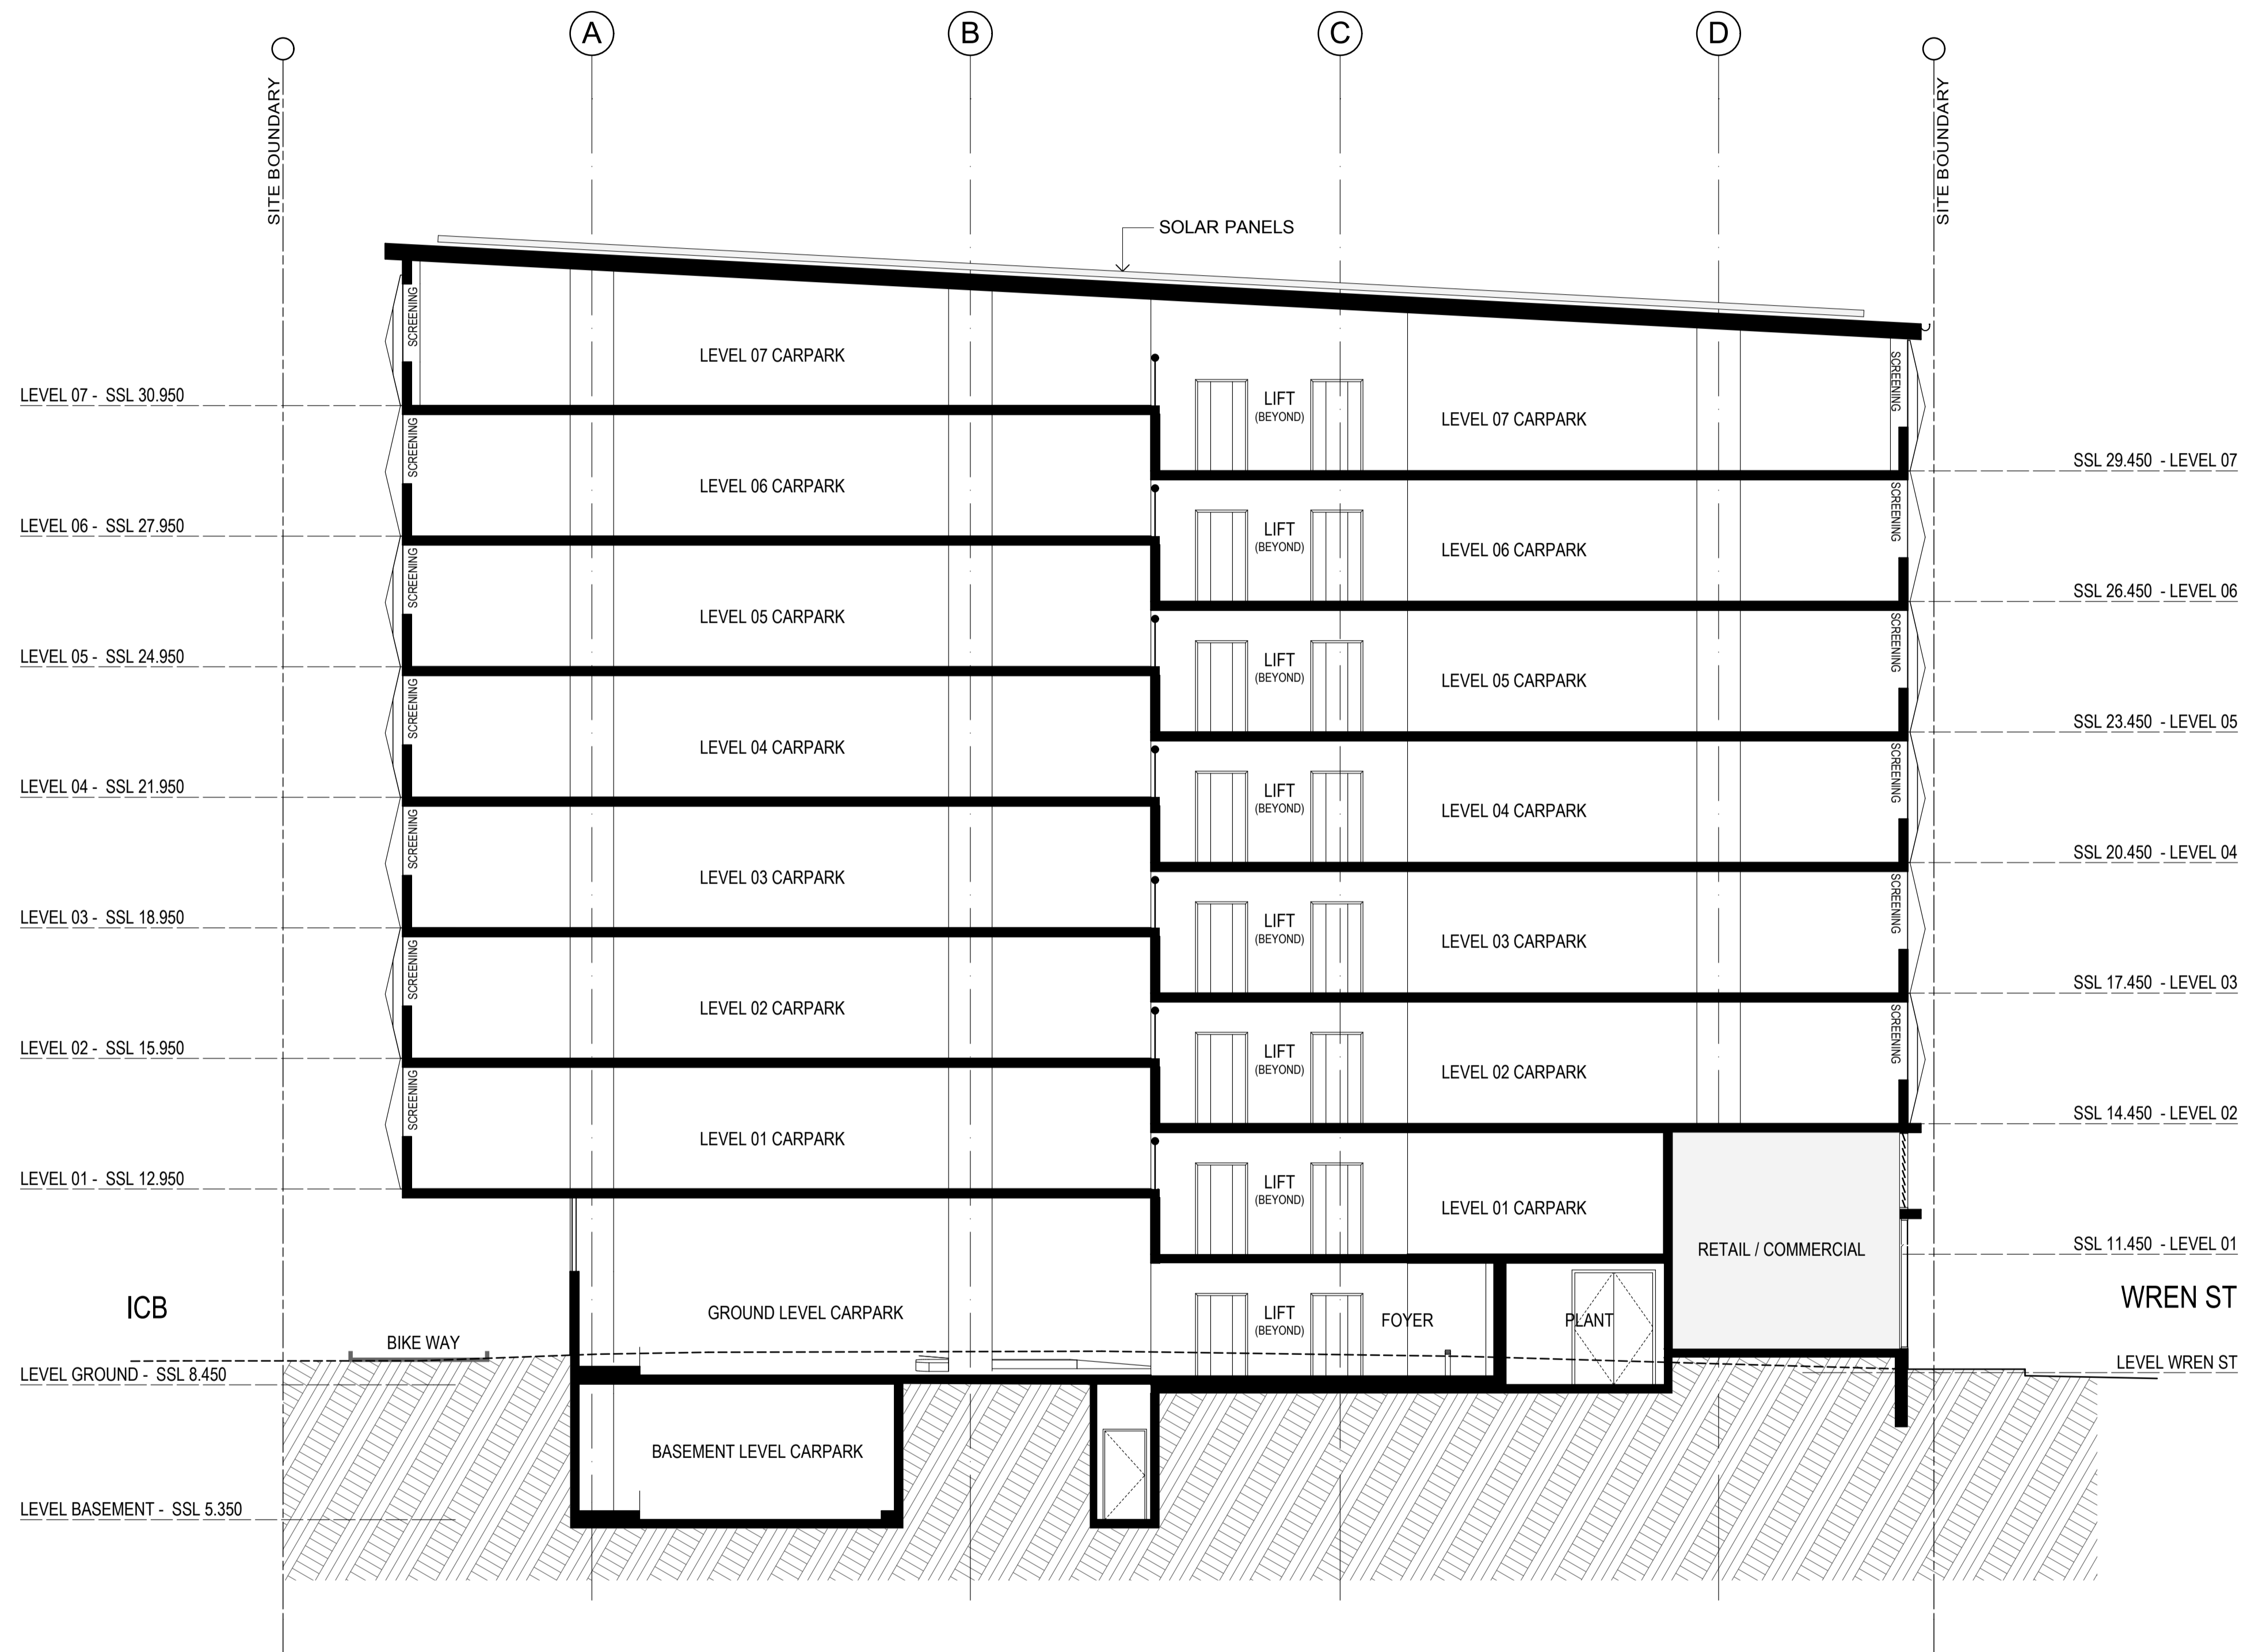 A
B
C
D
SITE BOUNDARY
SITE BOUNDARY
SOLAR PANELS
SCREENING
LEVEL 07 CARPARK
SCREENING
LEVEL 07 - SSL 30.950
LIFT
(BEYOND)
LEVEL 07 CARPARK
SCREENING
LEVEL 06 CARPARK
SSL 29.450 - LEVEL 07
SCREENING
LEVEL 06 - SSL 27.950
LIFT
(BEYOND)
LEVEL 06 CARPARK
SCREENING
LEVEL 05 CARPARK
SSL 26.450 - LEVEL 06
SCREENING
LEVEL 05 - SSL 24.950
LIFT
(BEYOND)
LEVEL 05 CARPARK
SCREENING
LEVEL 04 CARPARK
SSL 23.450 - LEVEL 05
SCREENING
LEVEL 04 - SSL 21.950
LIFT
(BEYOND)
LEVEL 04 CARPARK
SCREENING
LEVEL 03 CARPARK
SSL 20.450 - LEVEL 04
SCREENING
LEVEL 03 - SSL 18.950
LIFT
(BEYOND)
LEVEL 03 CARPARK
SCREENING
LEVEL 02 CARPARK
SSL 17.450 - LEVEL 03
SCREENING
LEVEL 02 - SSL 15.950
LIFT
(BEYOND)
LEVEL 02 CARPARK
SCREENING
LEVEL 01 CARPARK
SSL 14.450 - LEVEL 02
LEVEL 01 - SSL 12.950
LIFT
(BEYOND)
LEVEL 01 CARPARK
RETAIL / COMMERCIAL
SSL 11.450 - LEVEL 01
ICB
WREN ST
GROUND LEVEL CARPARK
LIFT
(BEYOND)
FOYER
PLANT
BIKE WAY
LEVEL GROUND - SSL 8.450
LEVEL WREN ST
BASEMENT LEVEL CARPARK
LEVEL BASEMENT - SSL 5.350